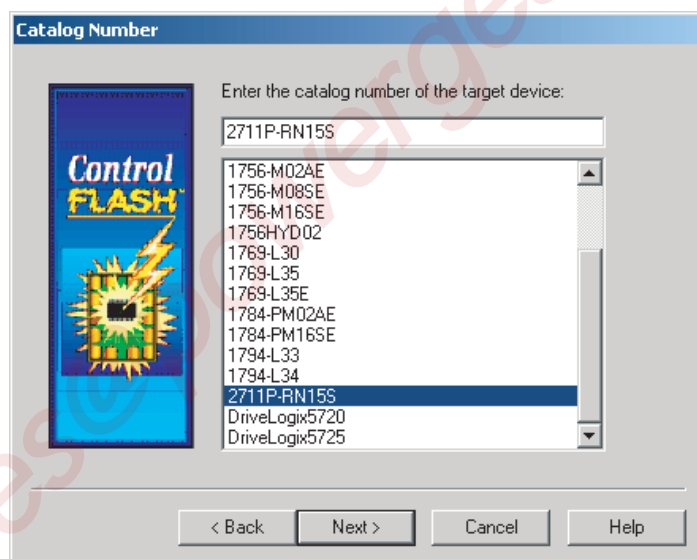 Catalog Number
Enter the catalog number of the target device:
2711P-RN15S
Control
FLASH
1756-M02AE
1756-M08SE
1756-M16SE
1756HYD02
1769-L30
1769-L35
1769-L35E
1784-PM02AE
1784-PM16SE
1794-L33
1794-L34
2711P-RN15S
DriveLogix5720
DriveLogix5725
< Back
Next >
Cancel
Help